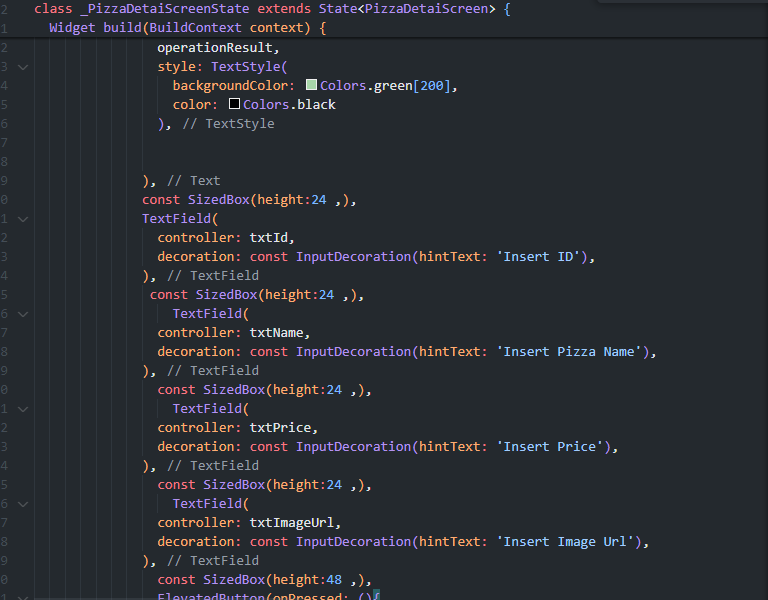 2 class _PizzaDetaiScreenState extends State<PizzaDetaiScreen> {
1 Widget build(BuildContext context) {
2 operationResult,
3 style: TextStyle(
4 backgroundColor: Colors.green[200],
5 color: Colors.black
6 ), // TextStyle
7
8
9 ), // Text
0 const SizedBox(height:24 ,),
1 TextField(
2 controller: txtId,
3 decoration: const InputDecoration(hintText: 'Insert ID'),
4 ), // TextField
5 const SizedBox(height:24 ,),
6 TextField(
7 controller: txtName,
8 decoration: const InputDecoration(hintText: 'Insert Pizza Name'),
9 ), // TextField
0 const SizedBox(height:24 ,),
1 TextField(
2 controller: txtPrice,
3 decoration: const InputDecoration(hintText: 'Insert Price'),
4 ), // TextField
5 const SizedBox(height:24 ,),
6 TextField(
7 controller: txtImageUrl,
8 decoration: const InputDecoration(hintText: 'Insert Image Url'),
9 ), // TextField
0 const SizedBox(height:48 ,),
1 ElevatedButton(onPressed: (){